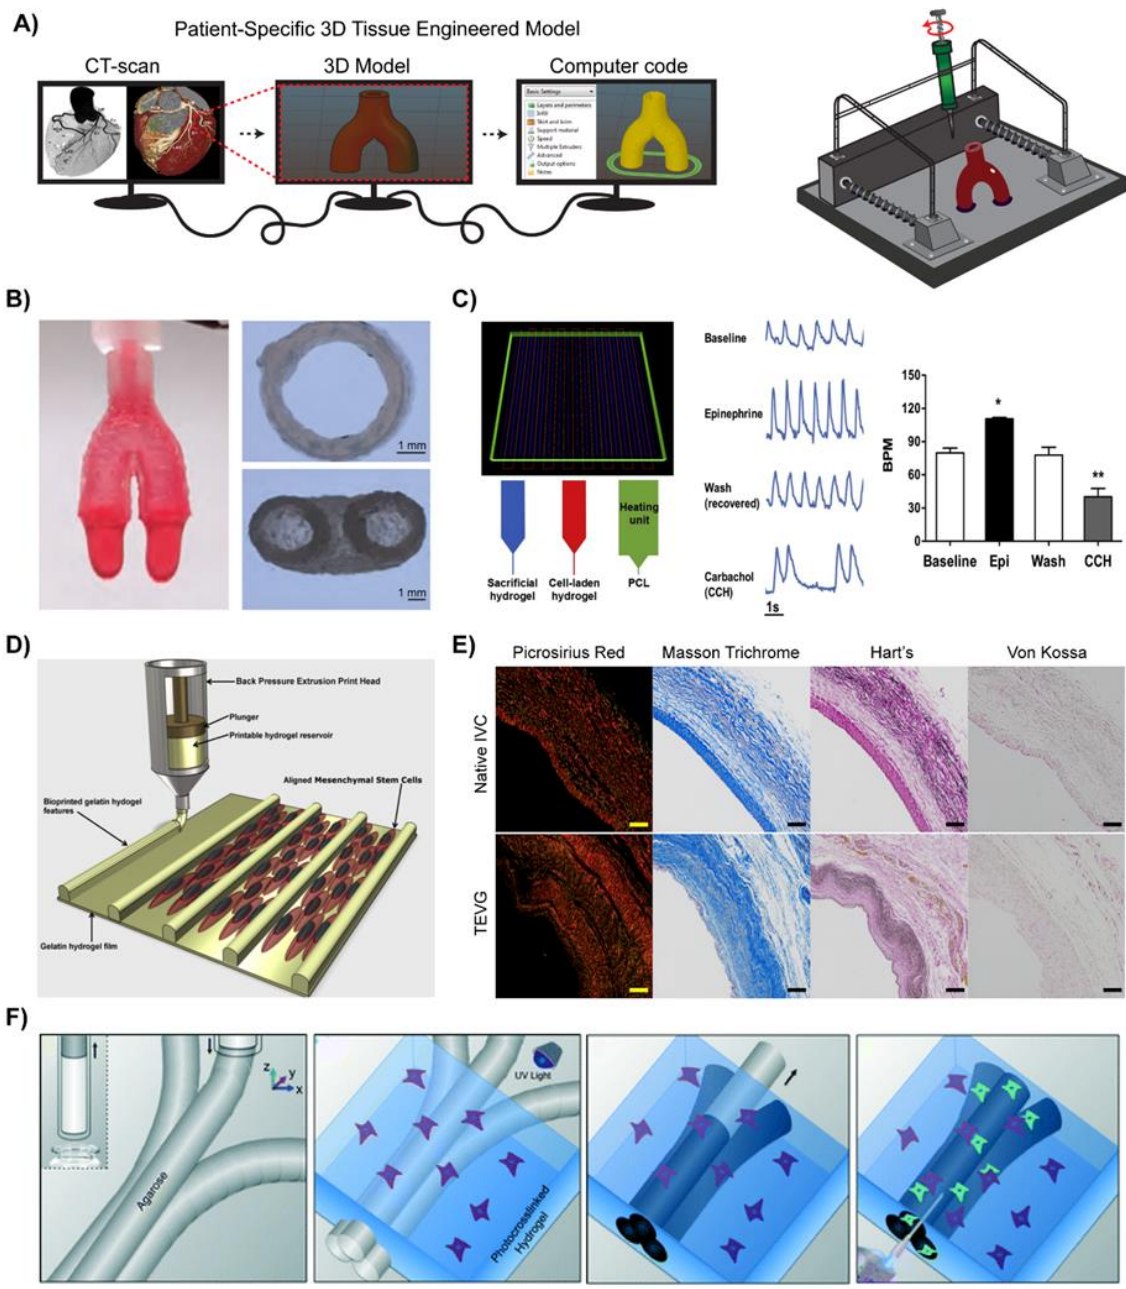 A)
Patient-Specific 3D Tissue Engineered Model
CT-scan
3D Model
Computer code
Basic Settings
Layers and perimeters
Infill
Skirt and brim
Support material
Speed
Multiple Extruders
Advanced
Output options
Notes
B)
1 mm
1 mm
C)
Sacrificial
hydrogel
Cell-laden
hydrogel
Heating
unit
PCL
Baseline
Epinephrine
Wash
(recovered)
Carbachol
(CCH)
1s
BPM
150
120
90
60
30
0
*
**
Baseline
Epi
Wash
CCH
D)
Back Pressure Extrusion Print Head
Plunger
Printable hydrogel reservoir
Aligned Mesenchymal Stem Cells
Bioprinted gelatin hydrogel
features
Gelatin hydrogel film
E)
Picrosirius Red
Masson Trichrome
Hart's
Von Kossa
Native IVC
TEVG
F)
Agarose
z
y
x
UV Light
Photocrosslinked
Hydrogel